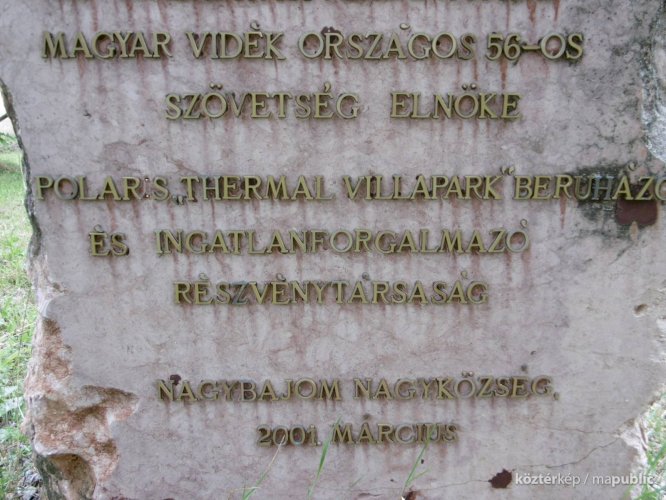 MAGYAR VIDÉK ORSZÁGOS 56-OS
SZÖVETSÉG ELNÖKE
POLARIS „THERMAL VILLAPARK" BERUHÁZÓ
ÉS INGATLANFORGALMAZÓ
RÉSZVÉNYTÁRSASÁG
NAGYBAJOM NAGYKÖZSÉG,
2001. MÁRCIUS
köztérkép / mapublic